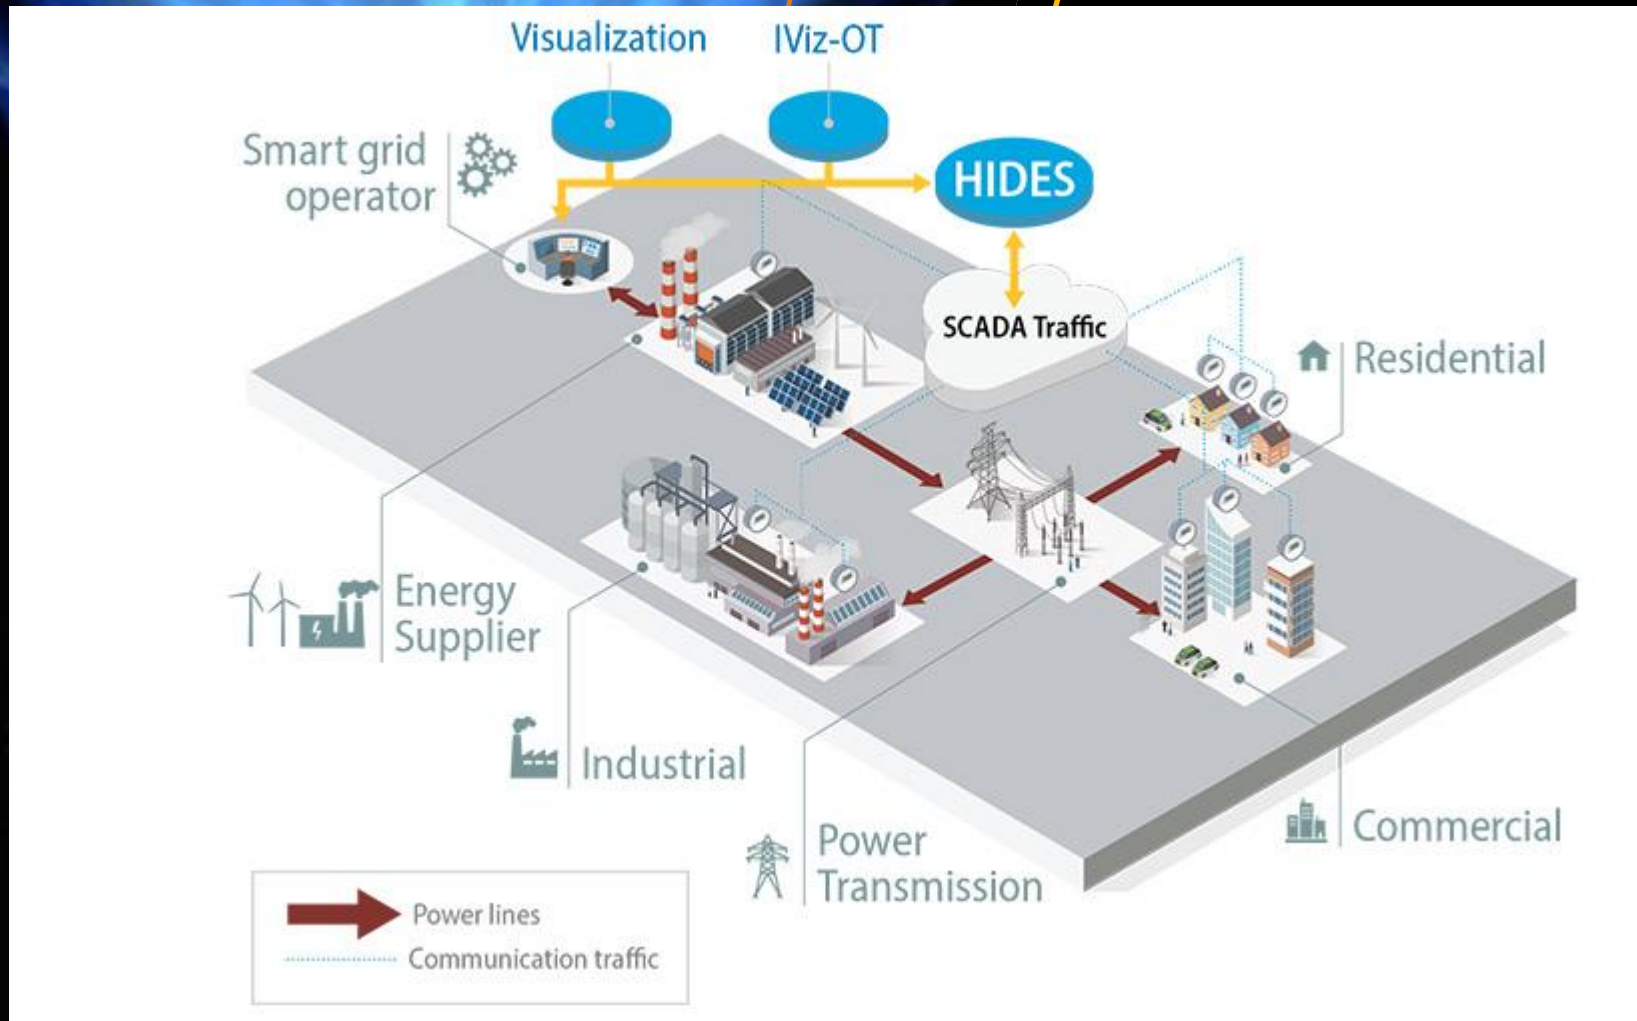 Visualization
IViz-OT
Smart grid
operator
HIDES
SCADA Traffic
Residential
Energy
Supplier
Industrial
Power
Transmission
Commercial
Power lines
Communication traffic